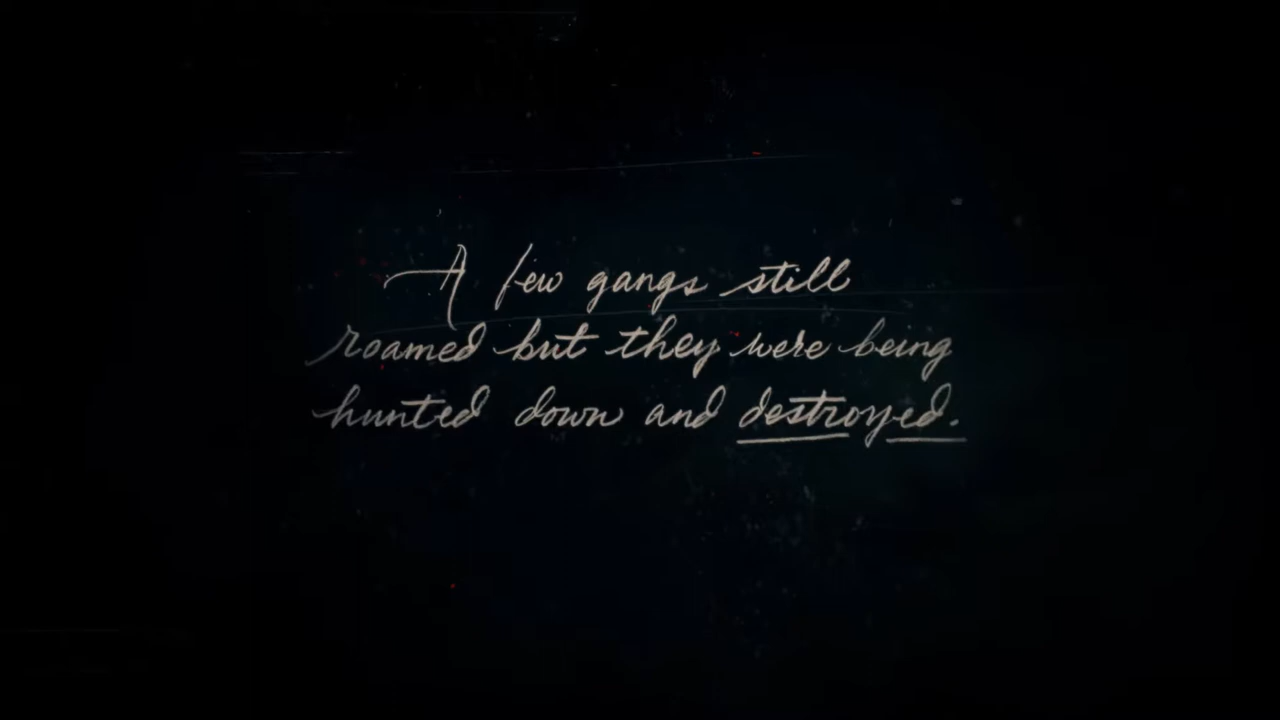 A few gangs still
roamed but they were being
hunted down and destroyed.